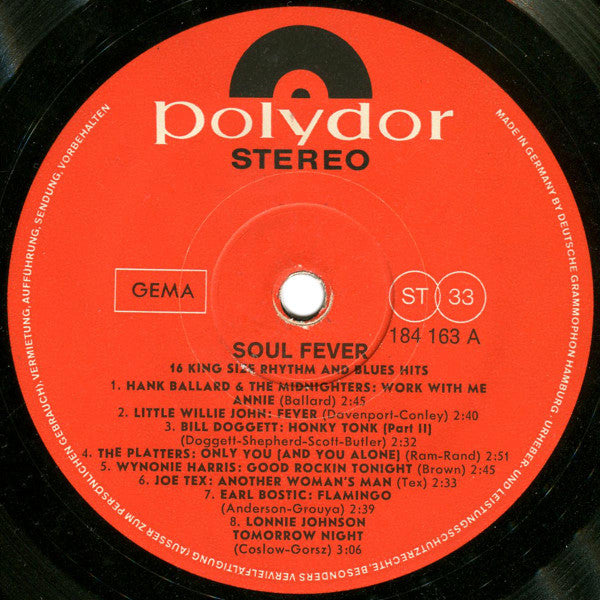 polydor
STEREO
GEMA
ST 33
184 163 A
SOUL FEVER
16 KING SIZE RHYTHM AND BLUES HITS
1. HANK BALLARD & THE MIDNIGHTERS: WORK WITH ME
ANNIE (Ballard) 2:45
2. LITTLE WILLIE JOHN: FEVER (Davenport-Conley) 2:40
3. BILL DOGGETT: HONKY TONK (Part II)
(Doggett-Shepherd-Scott-Butler) 2:32
4. THE PLATTERS: ONLY YOU (AND YOU ALONE) (Ram-Rand) 2:51
5. WYNONIE HARRIS: GOOD ROCKIN TONIGHT (Brown) 2:45
6. JOE TEX: ANOTHER WOMAN'S MAN (Tex) 2:33
7. EARL BOSTIC: FLAMINGO
(Anderson-Grouya) 2:39
8. LONNIE JOHNSON
TOMORROW NIGHT
(Coslow-Gorsz) 3:06
MADE IN GERMANY BY DEUTSCHE GRAMMOPHON HAMBURG · URHEBER- UND LEISTUNGSSCHUTZRECHTE, BESONDERS VERVIELFÄLTIGUNG (AUSSER ZUM PERSÖNLICHEN GEBRAUCH), VERMIETUNG, AUFFÜHRUNG, SENDUNG, VORBEHALTEN